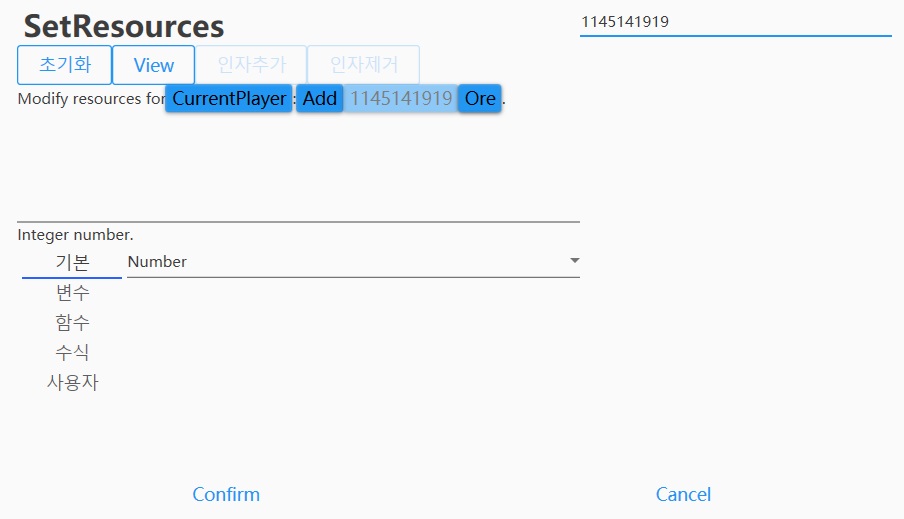 SetResources
1145141919
초기화 View 인자추가 인자제거
Modify resources for CurrentPlayer : Add 1145141919 Ore .
Integer number.
기본 Number
변수
함수
수식
사용자
Confirm Cancel